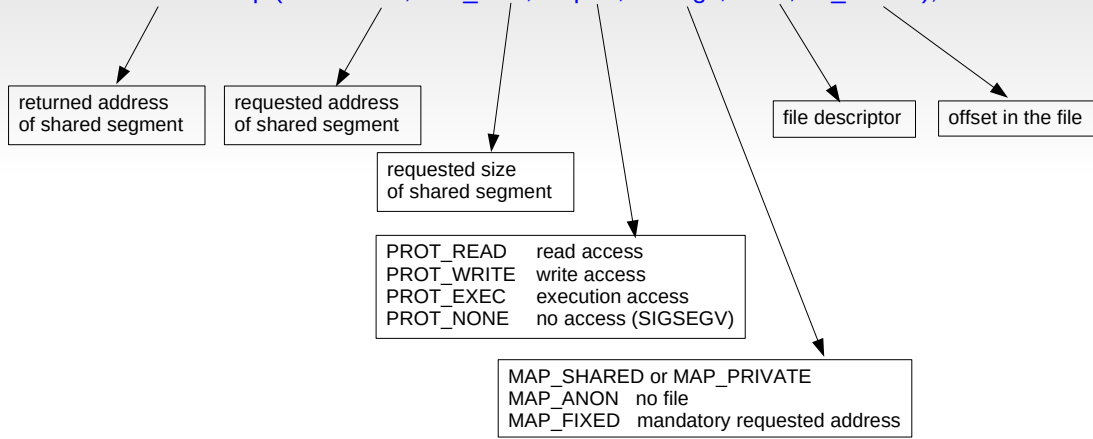 returned address
of shared segment
requested address
of shared segment
file descriptor
offset in the file
requested size
of shared segment
PROT_READ read access
PROT_WRITE write access
PROT_EXEC execution access
PROT_NONE no access (SIGSEGV)
MAP_SHARED or MAP_PRIVATE
MAP_ANON no file
MAP_FIXED mandatory requested address